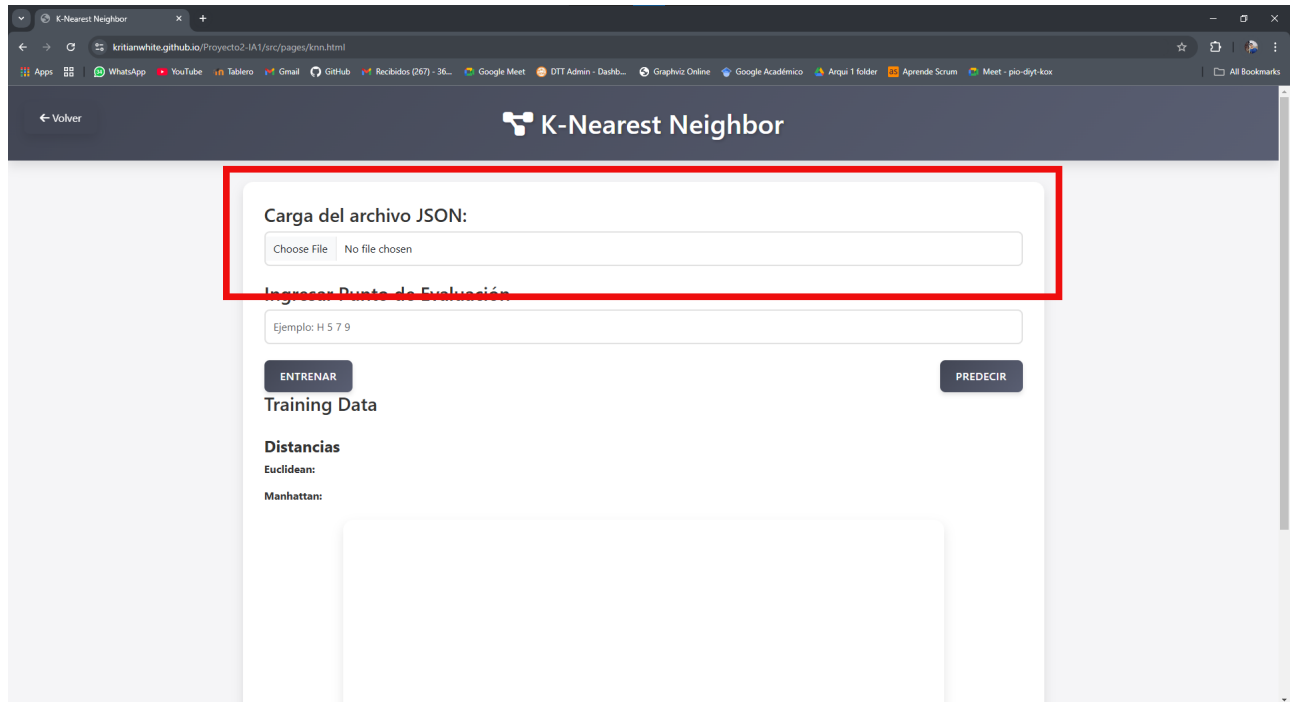 K-Nearest Neighbor
kritianwhite.github.io/Proyecto2-IA1/src/pages/knn.html
Apps WhatsApp YouTube Tablero Gmail GitHub Recibidos (267) - 36... Google Meet DTT Admin - Dashb... Graphviz Online Google Académico Arqui 1 folder as Aprende Scrum Meet - pio-diyt-kox All Bookmarks
Volver
K-Nearest Neighbor
Carga del archivo JSON:
Choose File No file chosen
Ingresar Punto de Evaluación
Ejemplo: H 5 7 9
ENTRENAR PREDECIR
Training Data
Distancias
Euclidean:
Manhattan: